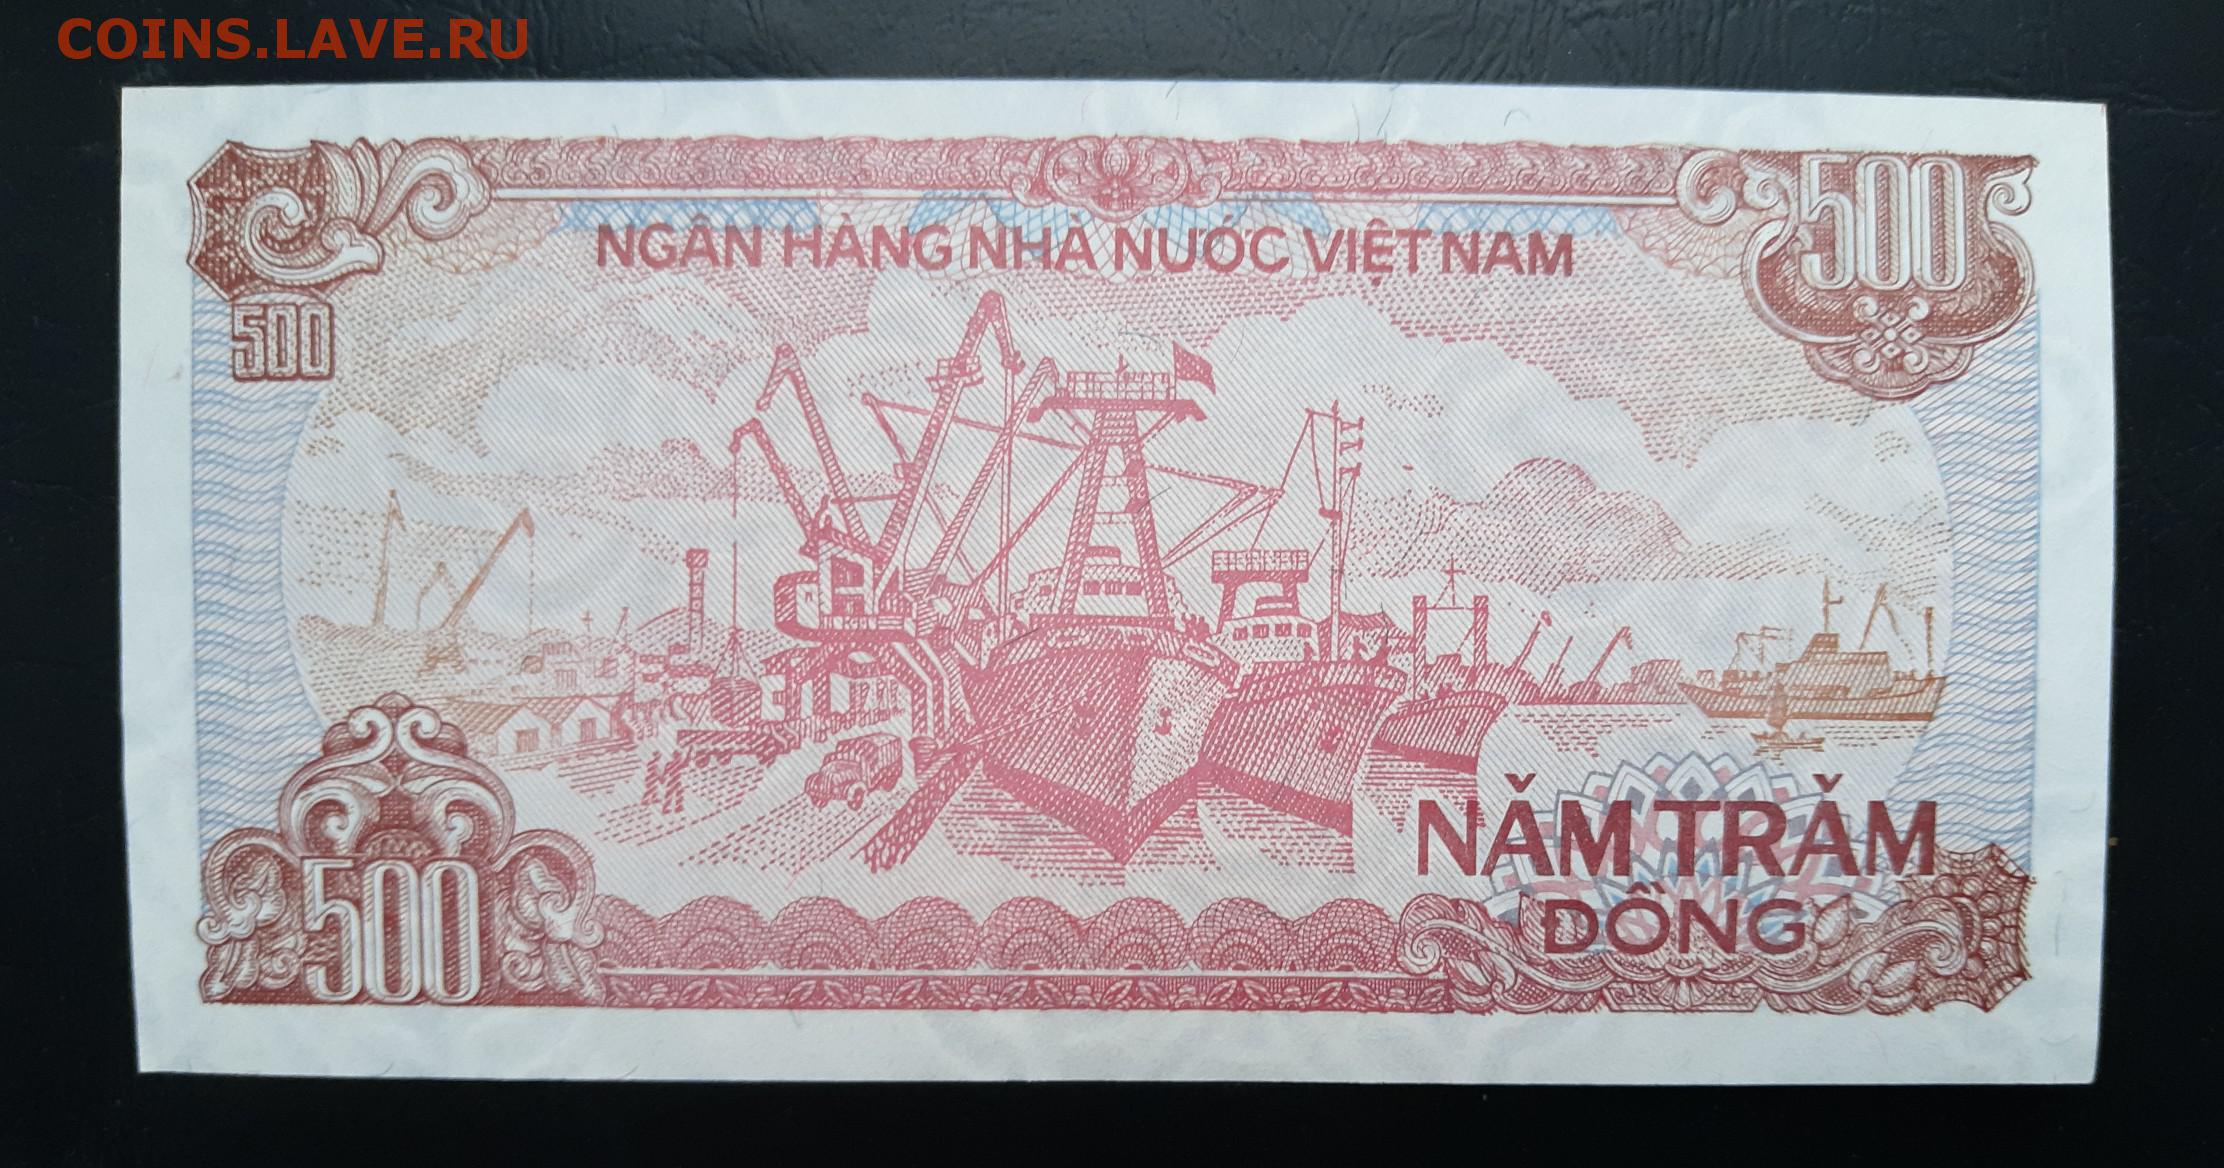 COINS.LAVE.RU
500
NGÂN HÀNG NHÀ NƯỚC VIỆT NAM
500
500
NĂM TRĂM
ĐỒNG